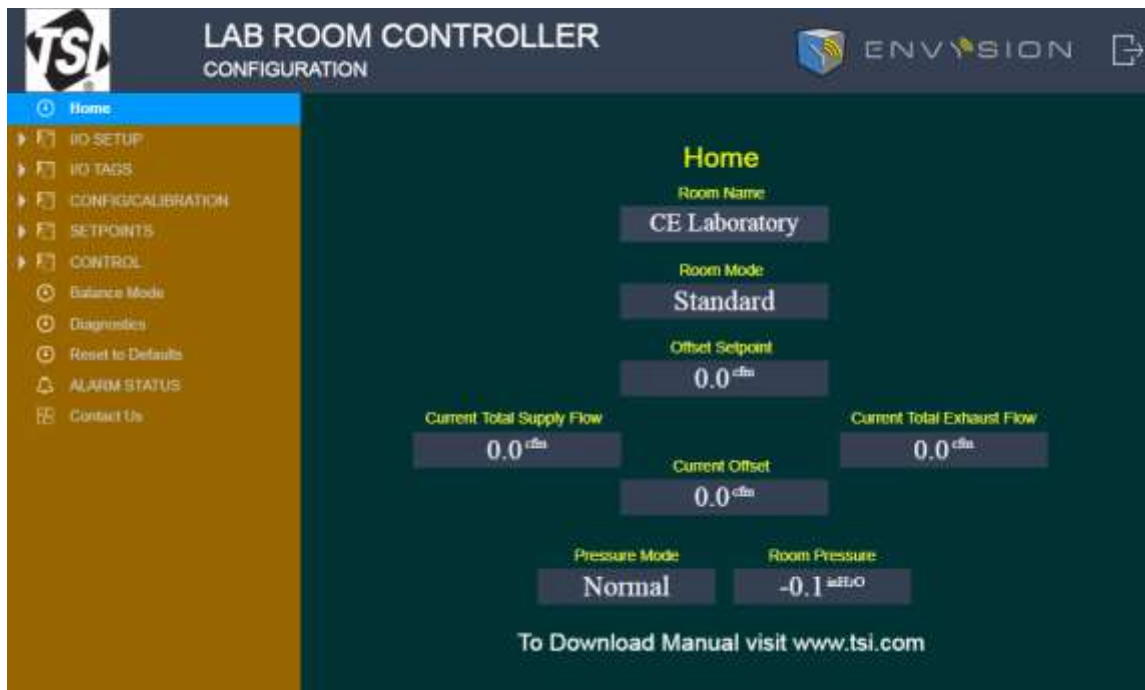 TSI
LAB ROOM CONTROLLER
CONFIGURATION
ENVYSION
Home
I/O SETUP
I/O TAGS
CONFIG/CALIBRATION
SETPOINTS
CONTROL
Balance Mode
Diagnostics
Reset to Defaults
ALARM STATUS
Contact Us
Home
Room Name
CE Laboratory
Room Mode
Standard
Offset Setpoint
0.0 cfm
Current Total Supply Flow
0.0 cfm
Current Total Exhaust Flow
0.0 cfm
Current Offset
0.0 cfm
Pressure Mode
Normal
Room Pressure
-0.1 inH2O
To Download Manual visit www.tsi.com